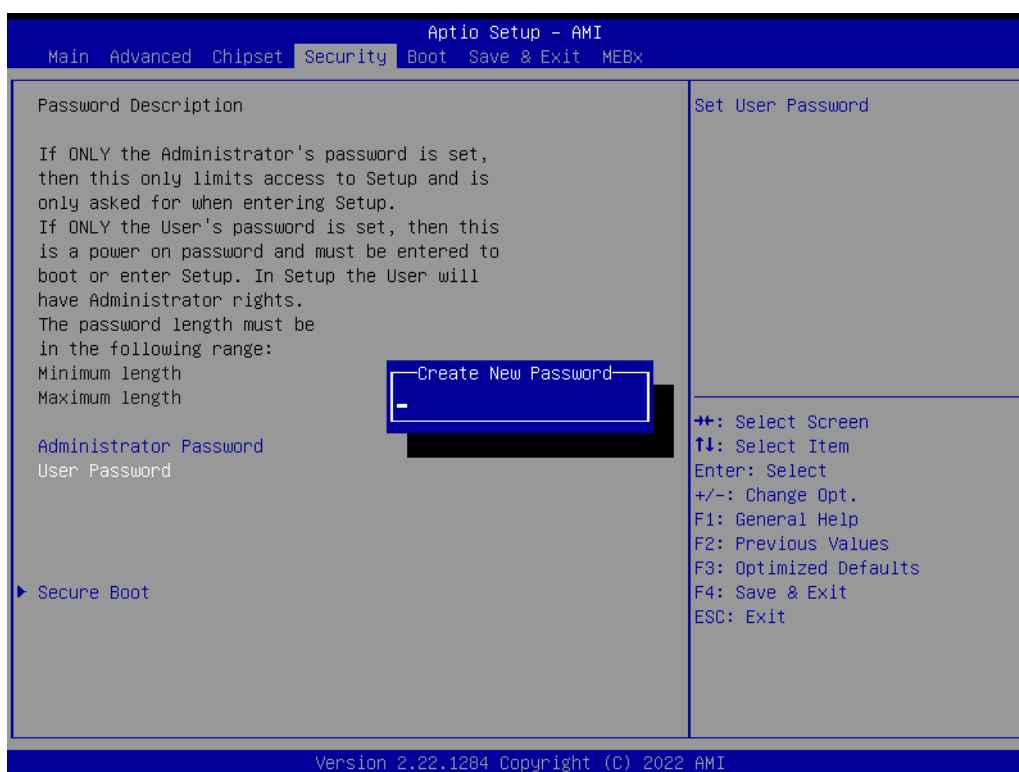 Aptio Setup – AMI
Main Advanced Chipset Security Boot Save & Exit MEBx
Password Description
If ONLY the Administrator's password is set,
then this only limits access to Setup and is
only asked for when entering Setup.
If ONLY the User's password is set, then this
is a power on password and must be entered to
boot or enter Setup. In Setup the User will
have Administrator rights.
The password length must be
in the following range:
Minimum length
Maximum length
Administrator Password
User Password
Secure Boot
Create New Password
Set User Password
→←: Select Screen
↑↓: Select Item
Enter: Select
+/-: Change Opt.
F1: General Help
F2: Previous Values
F3: Optimized Defaults
F4: Save & Exit
ESC: Exit
Version 2.22.1284 Copyright (C) 2022 AMI